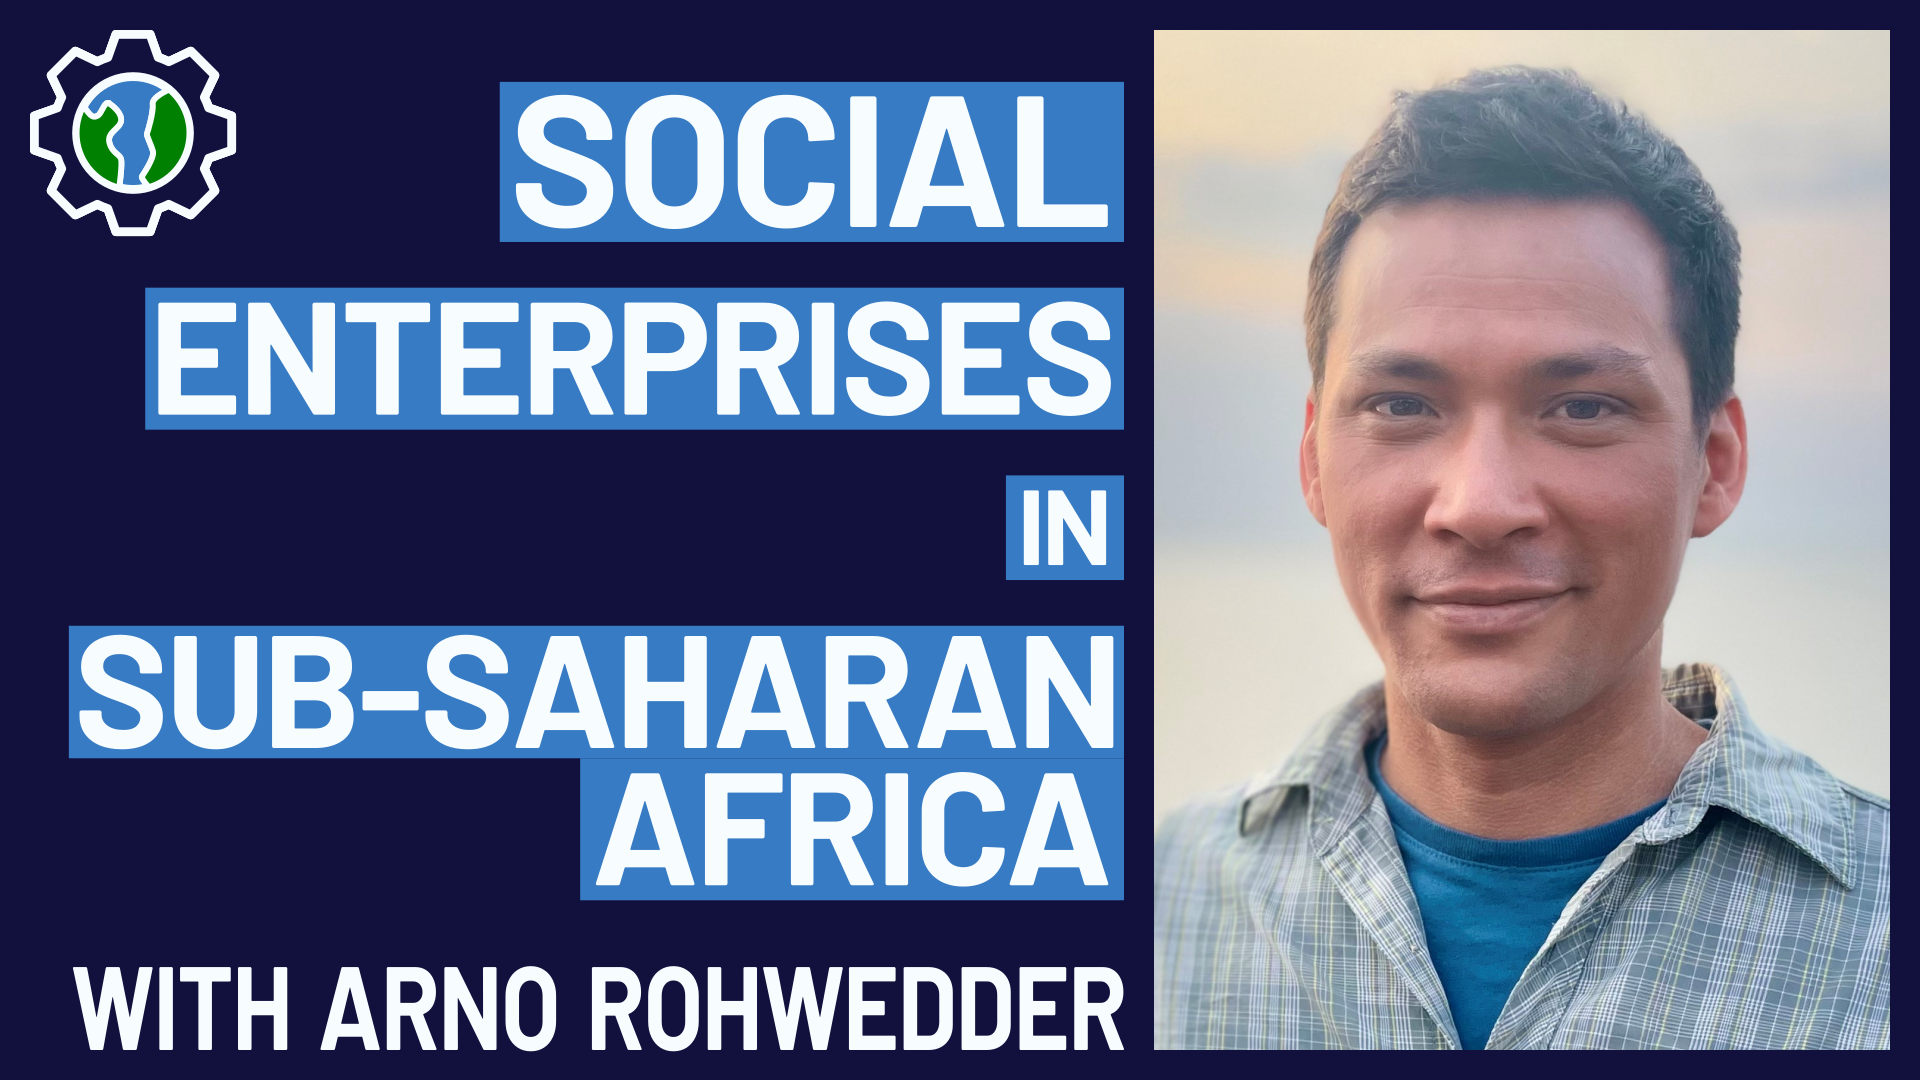 SOCIAL
ENTERPRISES
IN
SUB-SAHARAN
AFRICA
WITH ARNO ROHWEDDER